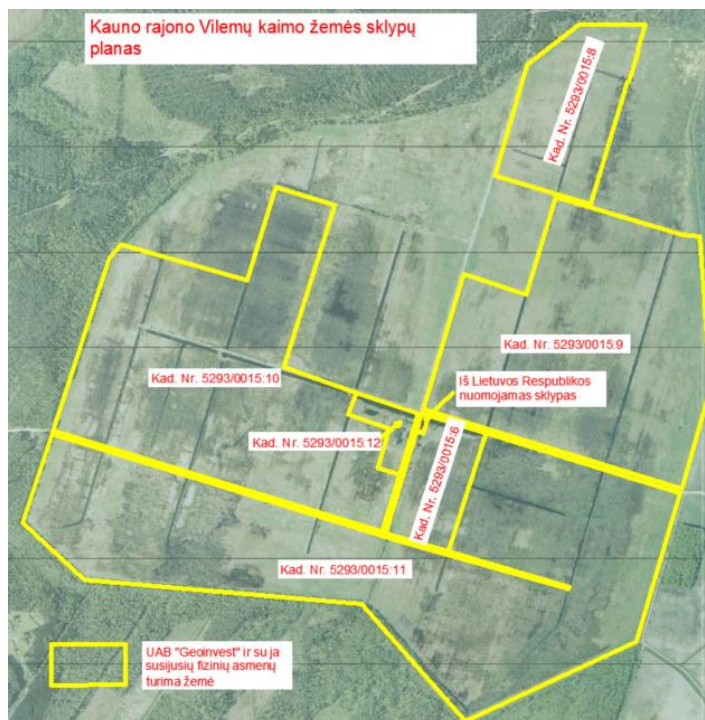 Kauno rajono Vilemų kaimo žemės sklypų
planas
Kad. Nr. 5293/0015:8
Kad. Nr. 5293/0015:9
Kad. Nr. 5293/0015:10
Iš Lietuvos Respublikos
nuomojamas sklypas
Kad. Nr. 5293/0015:12
Kad. Nr. 5293/0015:6
Kad. Nr. 5293/0015:11
UAB "Geoinvest" ir su ja
susijusių fizinių asmenų
turima žemė